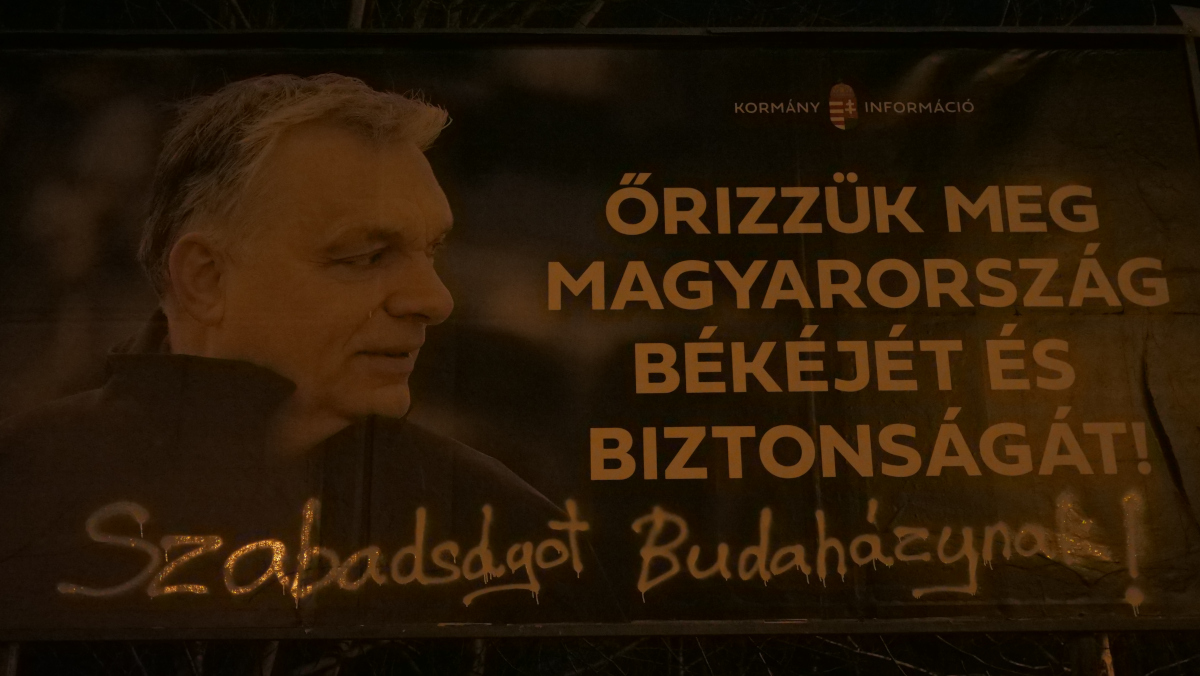 KORMÁNY INFORMÁCIÓ
ŐRIZZÜK MEG
MAGYARORSZÁG
BÉKÉJÉT ÉS
BIZTONSÁGÁT!
Szabadságot Budaházynak!